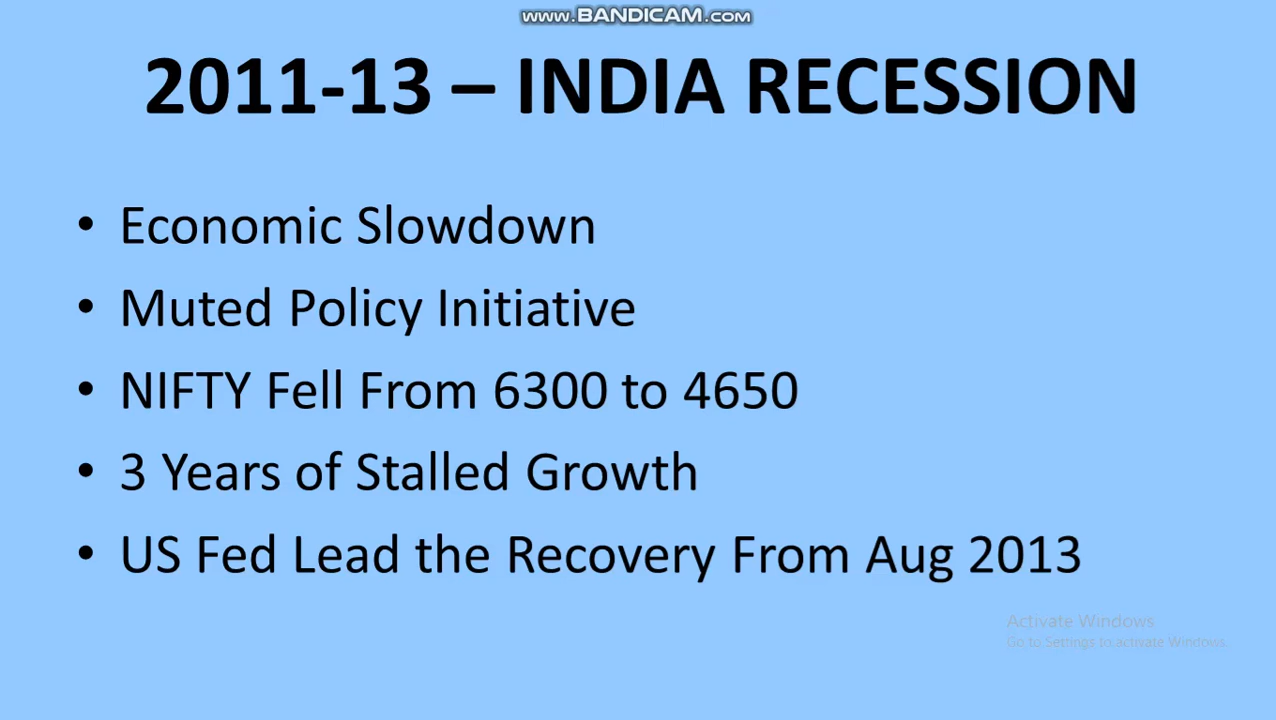 www.BANDICAM.com
2011-13 – INDIA RECESSION
• Economic Slowdown
• Muted Policy Initiative
• NIFTY Fell From 6300 to 4650
• 3 Years of Stalled Growth
• US Fed Lead the Recovery From Aug 2013
Activate Windows
Go to Settings to activate Windows.